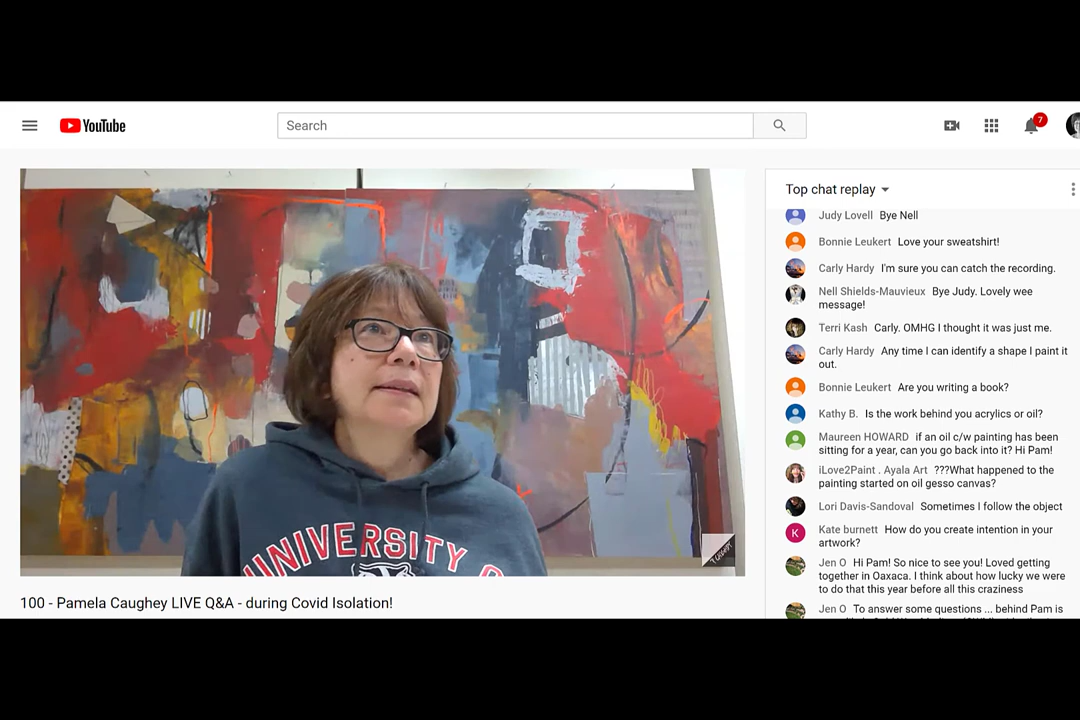 YouTube
Search
7
Top chat replay
Judy Lovell Bye Nell
Bonnie Leukert Love your sweatshirt!
Carly Hardy I'm sure you can catch the recording.
Nell Shields-Mauvieux Bye Judy. Lovely wee
message!
Terri Kash Carly. OMHG I thought it was just me.
Carly Hardy Any time I can identify a shape I paint it
out.
Bonnie Leukert Are you writing a book?
Kathy B. Is the work behind you acrylics or oil?
Maureen HOWARD if an oil c/w painting has been
sitting for a year, can you go back into it? Hi Pam!
iLove2Paint . Ayala Art ???What happened to the
painting started on oil gesso canvas?
Lori Davis-Sandoval Sometimes I follow the object
K
Kate burnett How do you create intention in your
artwork?
Jen O Hi Pam! So nice to see you! Loved getting
together in Oaxaca. I think about how lucky we were
to do that this year before all this craziness
Jen O To answer some questions ... behind Pam is
UNIVERSITY
100 - Pamela Caughey LIVE Q&A - during Covid Isolation!